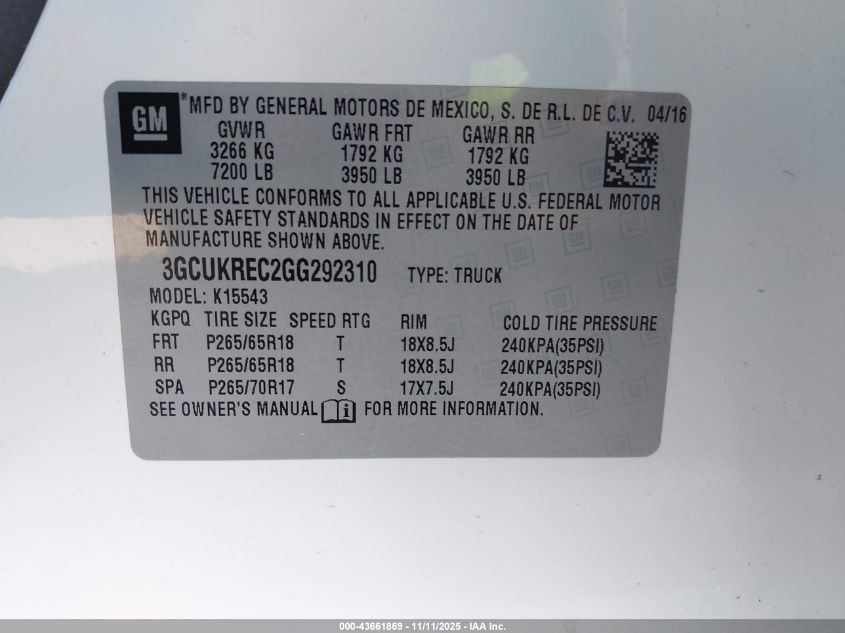 GM
*MFD BY GENERAL MOTORS DE MEXICO, S. DE R.L. DE C.V. 04/16
GVWR GAWR FRT GAWR RR
3266 KG 1792 KG 1792 KG
7200 LB 3950 LB 3950 LB
THIS VEHICLE CONFORMS TO ALL APPLICABLE U.S. FEDERAL MOTOR
VEHICLE SAFETY STANDARDS IN EFFECT ON THE DATE OF
MANUFACTURE SHOWN ABOVE.
3GCUKREC2GG292310 TYPE: TRUCK
MODEL: K15543
KGPQ TIRE SIZE SPEED RTG RIM COLD TIRE PRESSURE
FRT P265/65R18 T 18X8.5J 240KPA(35PSI)
RR P265/65R18 T 18X8.5J 240KPA(35PSI)
SPA P265/70R17 S 17X7.5J 240KPA(35PSI)
SEE OWNER'S MANUAL i FOR MORE INFORMATION.
000-43661869 - 11/11/2025 - IAA Inc.